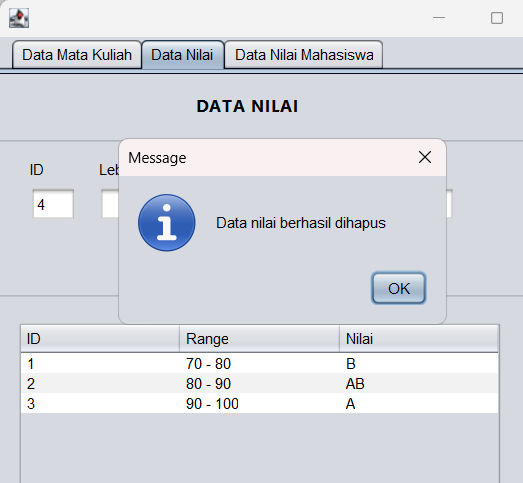 Data Mata Kuliah Data Nilai Data Nilai Mahasiswa
DATA NILAI
Message
ID Leb
4
Data nilai berhasil dihapus
OK
ID Range Nilai
1 70 - 80 B
2 80 - 90 AB
3 90 - 100 A